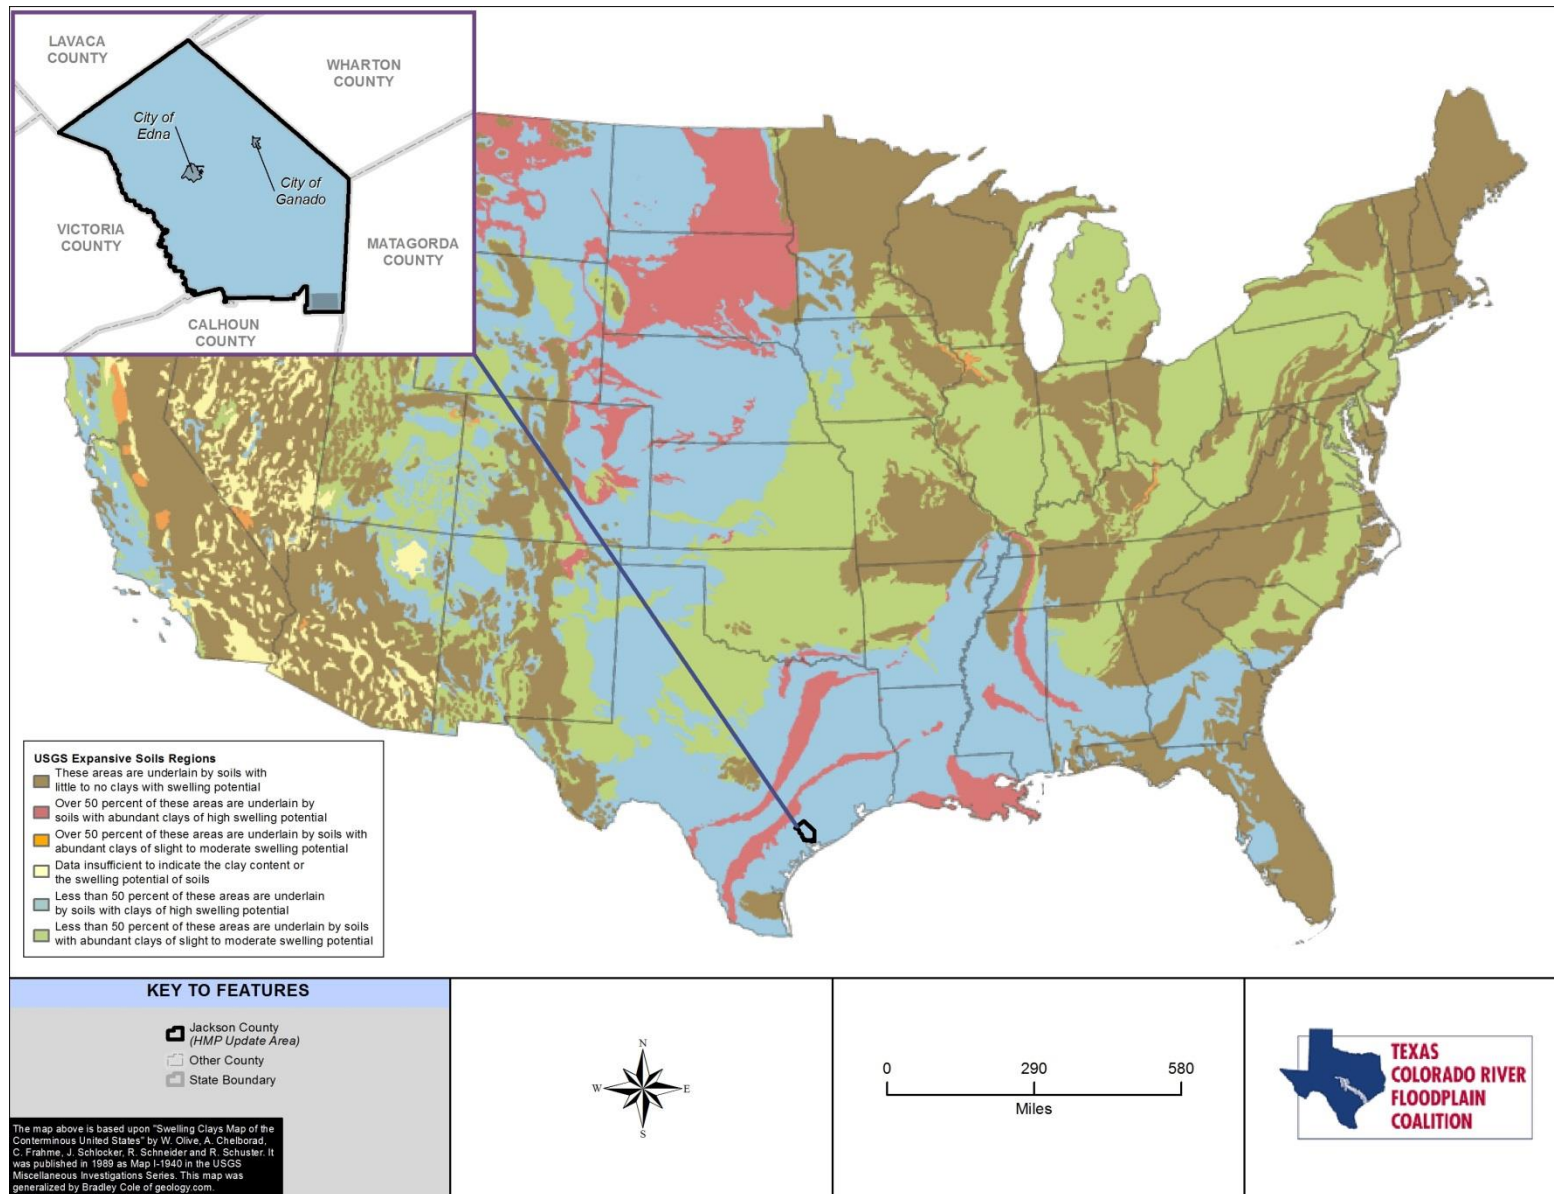 LAVACA
COUNTY
WHARTON
COUNTY
City of
Edna
City of
Ganado
VICTORIA
COUNTY
MATAGORDA
COUNTY
CALHOUN
COUNTY
USGS Expansive Soils Regions
These areas are underlain by soils with
little to no clays with swelling potential
Over 50 percent of these areas are underlain by
soils with abundant clays of high swelling potential
Over 50 percent of these areas are underlain by soils with
abundant clays of slight to moderate swelling potential
Data insufficient to indicate the clay content or
the swelling potential of soils
Less than 50 percent of these areas are underlain
by soils with clays of high swelling potential
Less than 50 percent of these areas are underlain by soils
with abundant clays of slight to moderate swelling potential
KEY TO FEATURES
Jackson County
(HMP Update Area)
Other County
State Boundary
The map above is based upon "Swelling Clays Map of the
Conterminous United States" by W. Olive, A. Chelborad,
C. Frahme, J. Schlocker, R. Schneider and R. Schuster. It
was published in 1989 as Map I-1940 in the USGS
Miscellaneous Investigations Series. This map was
generalized by Bradley Cole of geology.com.
N
W
E
S
0 290 580
Miles
TEXAS
COLORADO RIVER
FLOODPLAIN
COALITION